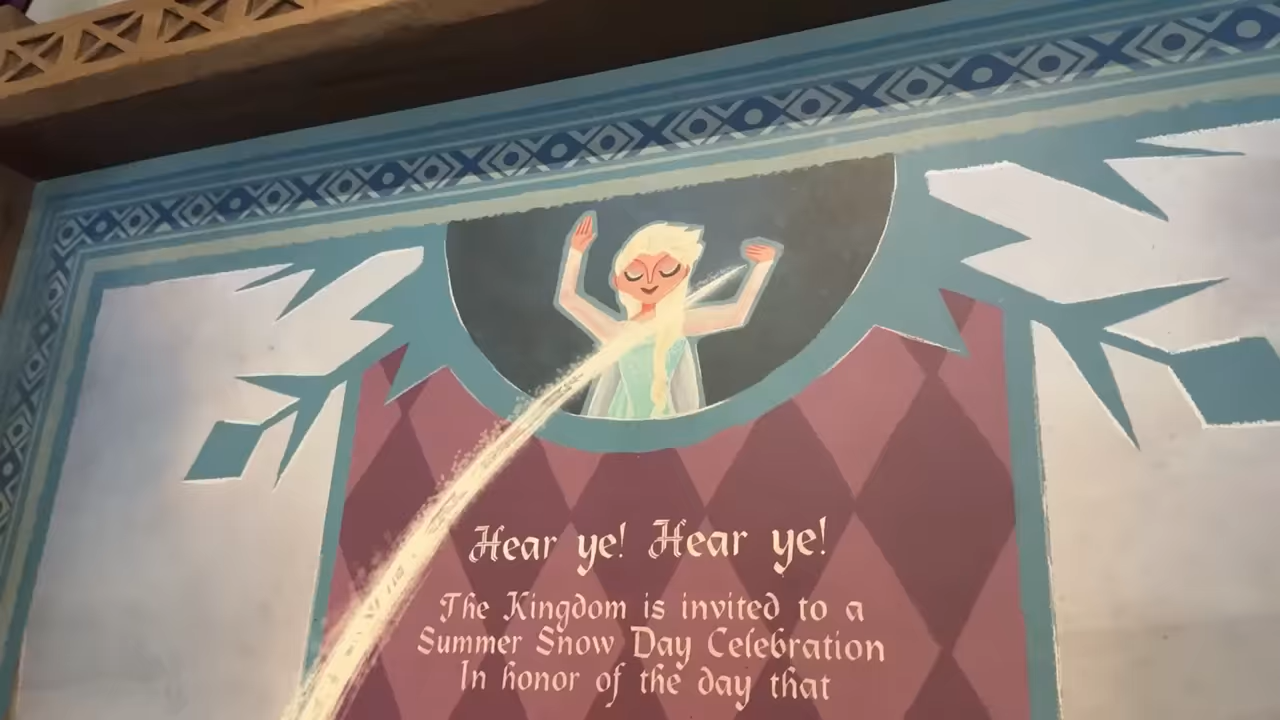 Hear ye! Hear ye!
The Kingdom is invited to a
Summer Snow Day Celebration
In honor of the day that